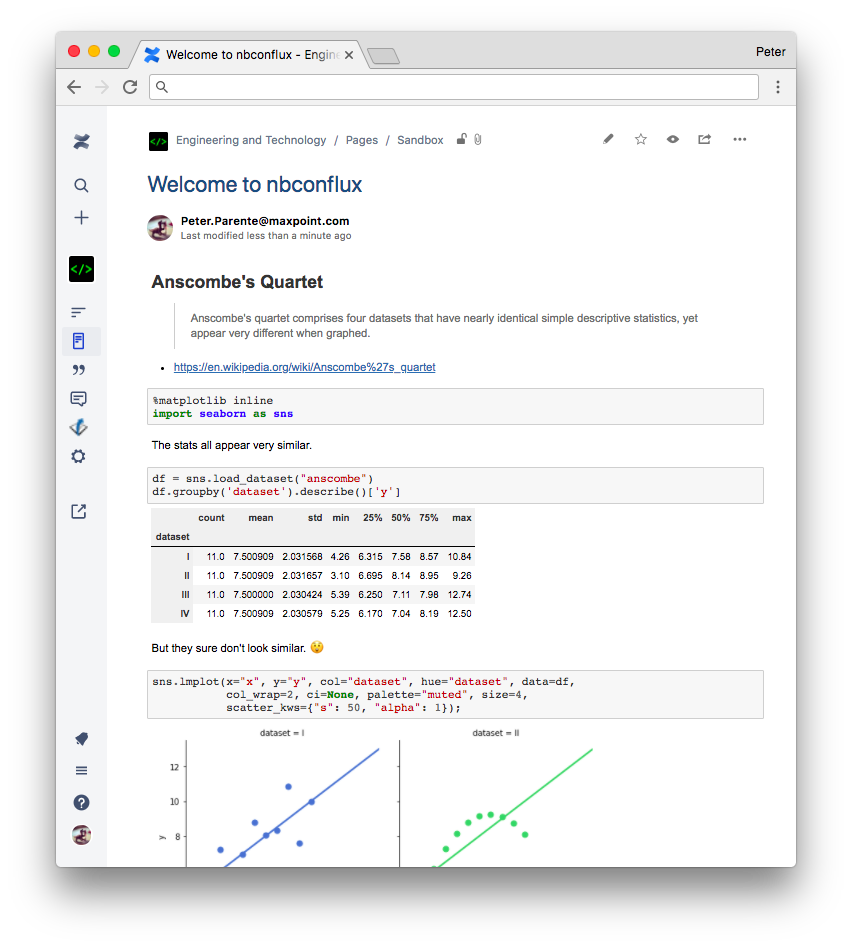 Welcome to nbconflux - Engine
Peter
</>
Engineering and Technology / Pages / Sandbox
Welcome to nbconflux
Peter.Parente@maxpoint.com
Last modified less than a minute ago
</>
Anscombe's Quartet
Anscombe's quartet comprises four datasets that have nearly identical simple descriptive statistics, yet
appear very different when graphed.
• https://en.wikipedia.org/wiki/Anscombe%27s_quartet
%matplotlib inline
import seaborn as sns
The stats all appear very similar.
df = sns.load_dataset("anscombe")
df.groupby('dataset').describe()['y']
count mean std min 25% 50% 75% max
dataset
I 11.0 7.500909 2.031568 4.26 6.315 7.58 8.57 10.84
II 11.0 7.500909 2.031657 3.10 6.695 8.14 8.95 9.26
III 11.0 7.500000 2.030424 5.39 6.250 7.11 7.98 12.74
IV 11.0 7.500909 2.030579 5.25 6.170 7.04 8.19 12.50
But they sure don't look similar. 😲
sns.lmplot(x="x", y="y", col="dataset", hue="dataset", data=df,
col_wrap=2, ci=None, palette="muted", size=4,
scatter_kws={"s": 50, "alpha": 1});
dataset = I
dataset = II
12
10
y
8